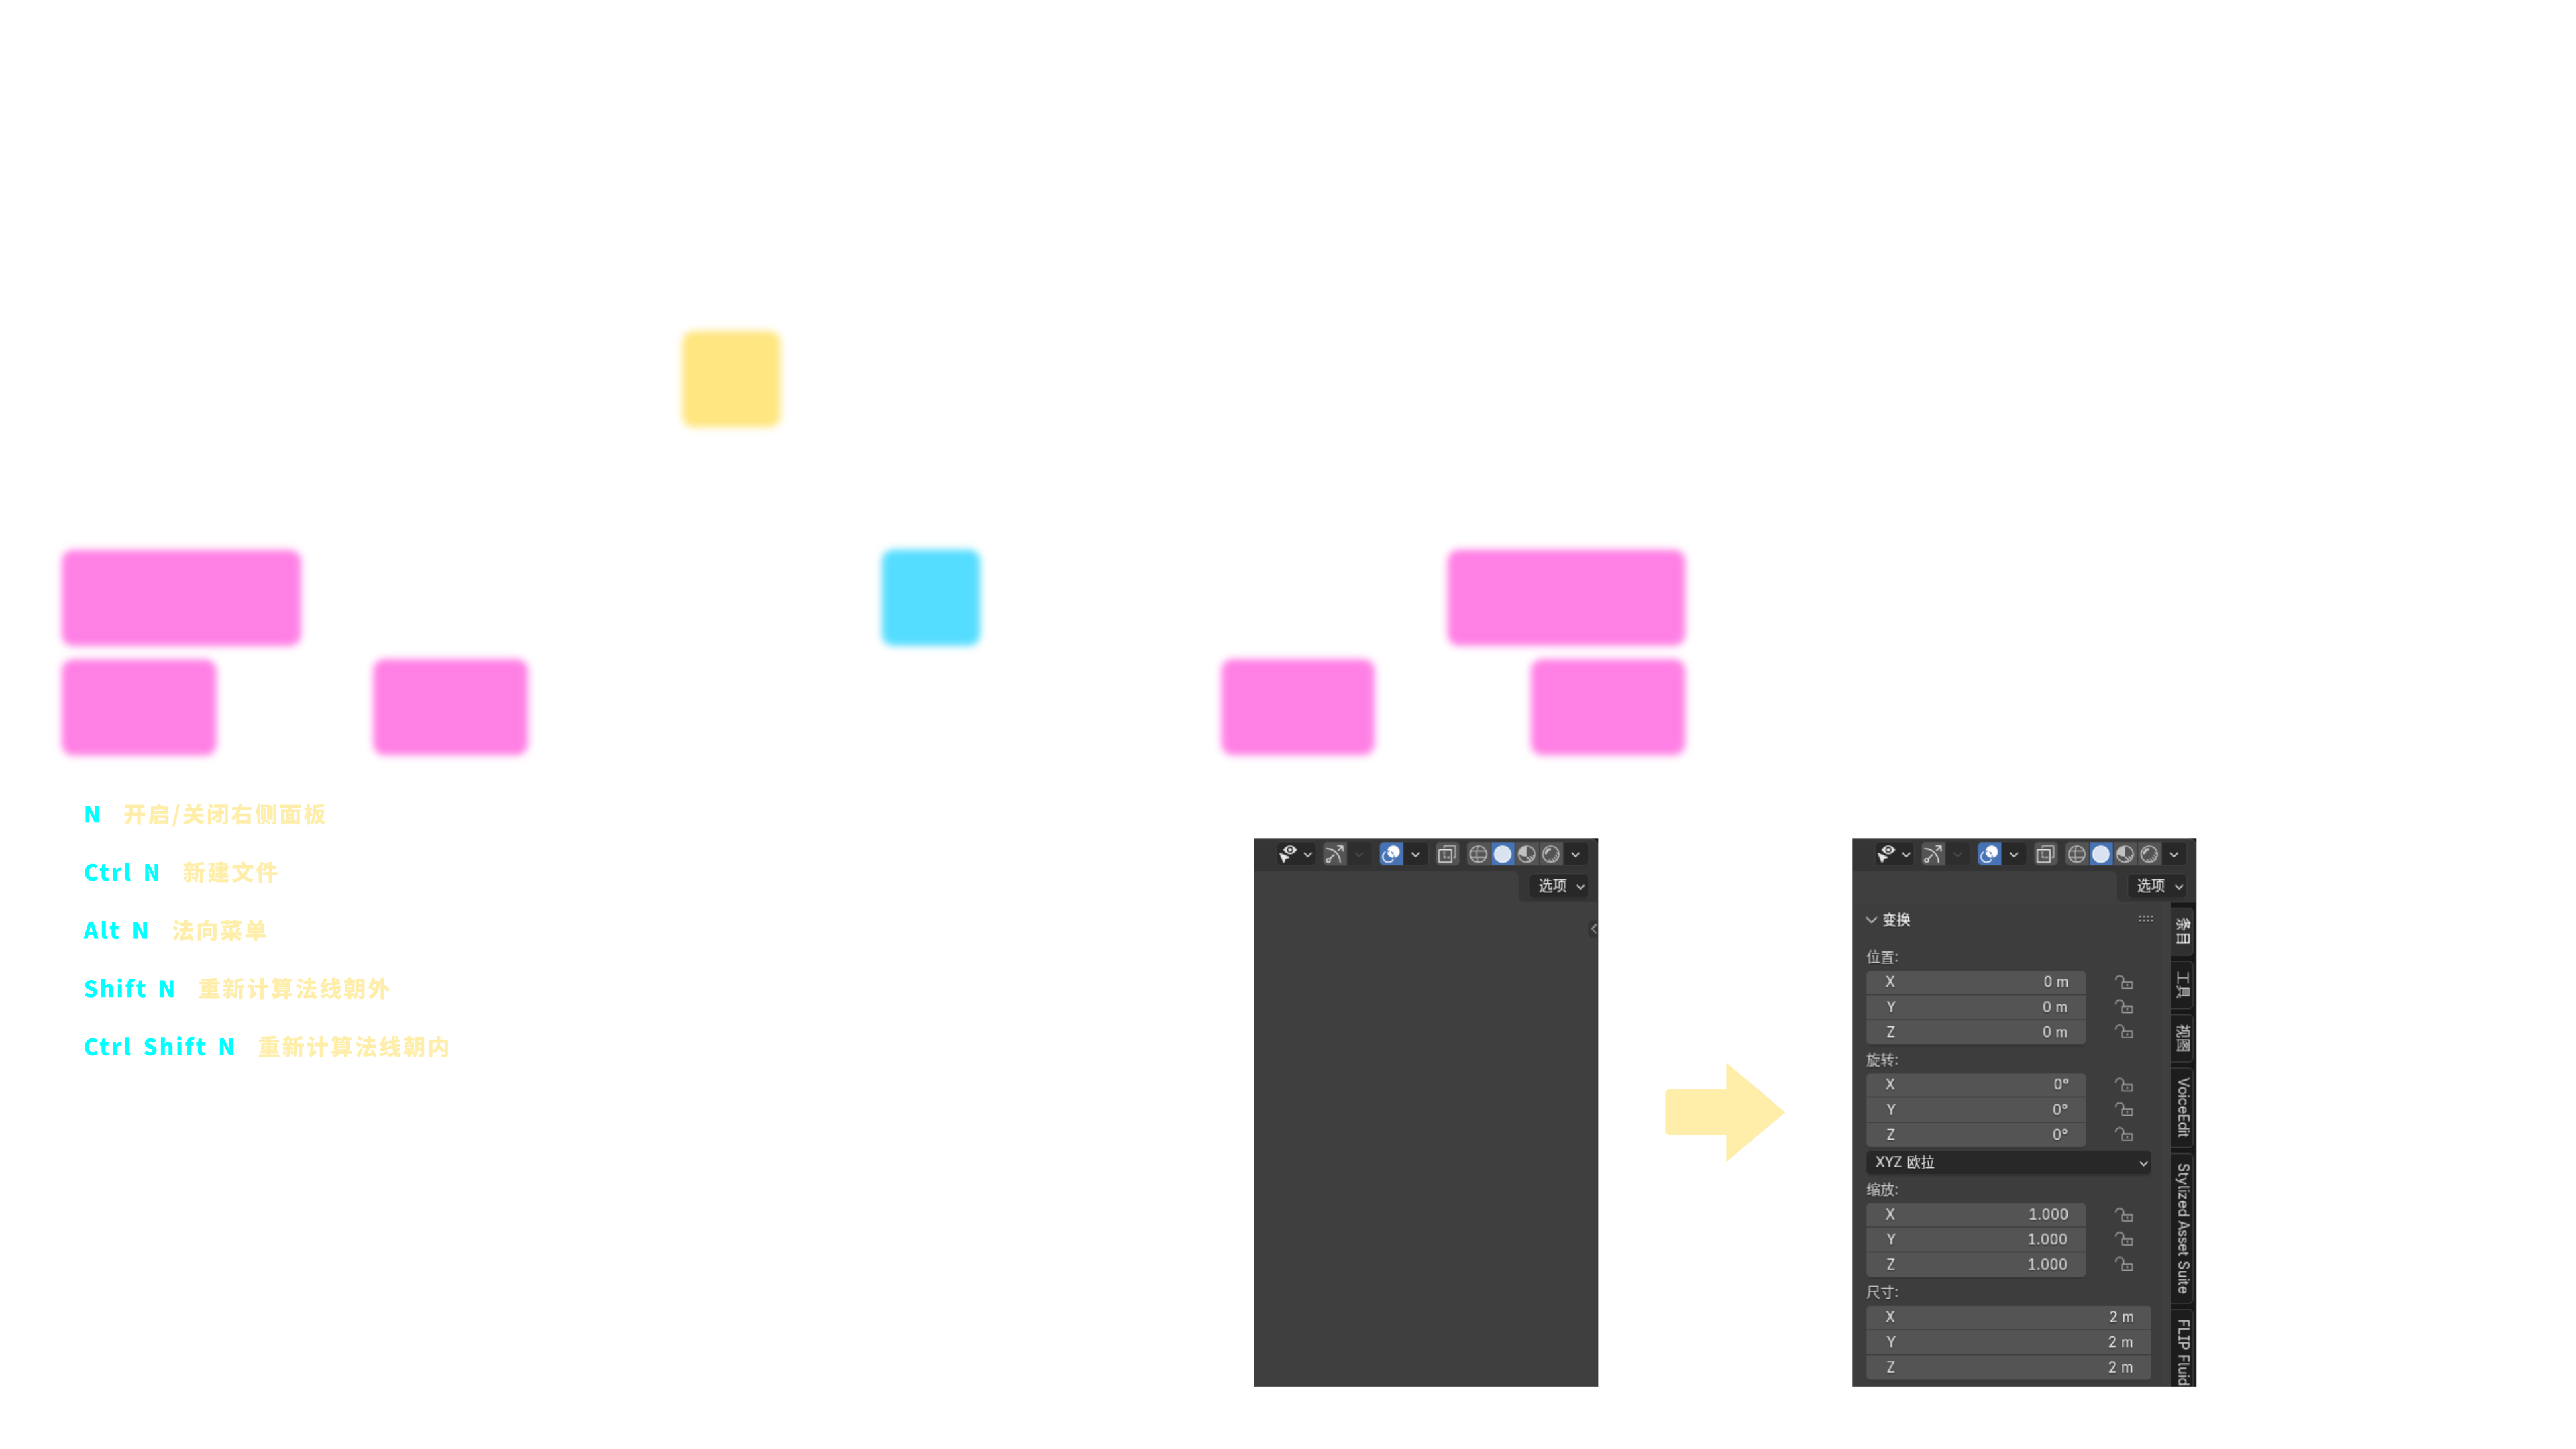 N 开启/关闭右侧面板
Ctrl N 新建文件
Alt N 法向菜单
Shift N 重新计算法线朝外
Ctrl Shift N 重新计算法线朝内
选项
选项
变换
位置:
X 0 m
Y 0 m
Z 0 m
旋转:
X 0°
Y 0°
Z 0°
XYZ 欧拉
缩放:
X 1.000
Y 1.000
Z 1.000
尺寸:
X 2 m
Y 2 m
Z 2 m
条目
工具
视图
VoiceEdit
Stylized Asset Suite
FLIP Fluid